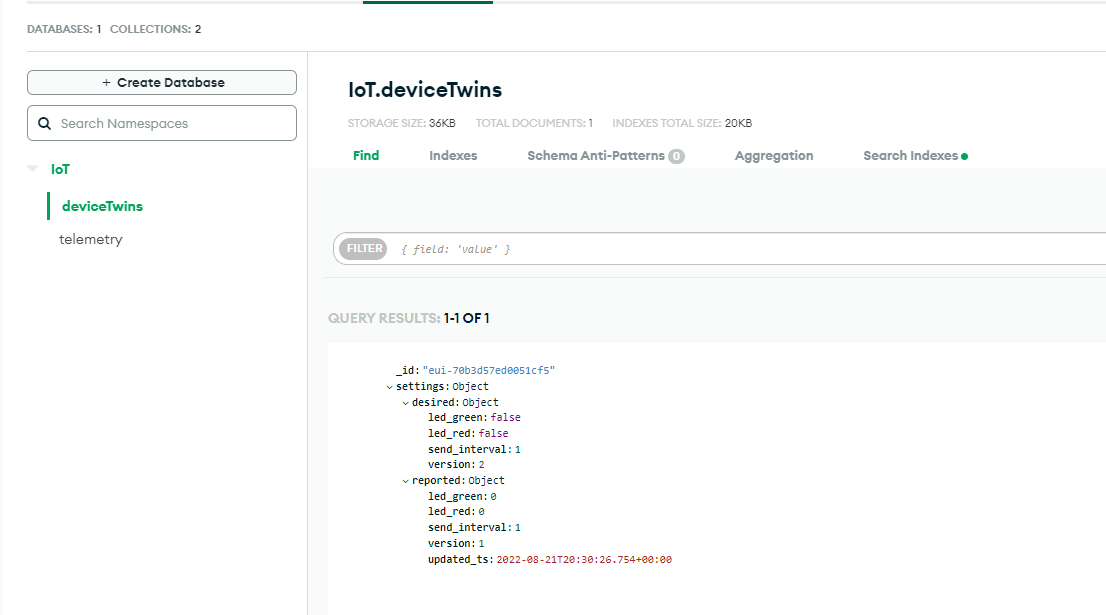 DATABASES: 1 COLLECTIONS: 2
+ Create Database
Search Namespaces
IoT
deviceTwins
telemetry
IoT.deviceTwins
STORAGE SIZE: 36KB TOTAL DOCUMENTS: 1 INDEXES TOTAL SIZE: 20KB
Find Indexes Schema Anti-Patterns 0 Aggregation Search Indexes
FILTER { field: 'value' }
QUERY RESULTS: 1-1 OF 1
_id: "eui-70b3d57ed0051cf5"
settings: Object
desired: Object
led_green: false
led_red: false
send_interval: 1
version: 2
reported: Object
led_green: 0
led_red: 0
send_interval: 1
version: 1
updated_ts: 2022-08-21T20:30:26.754+00:00